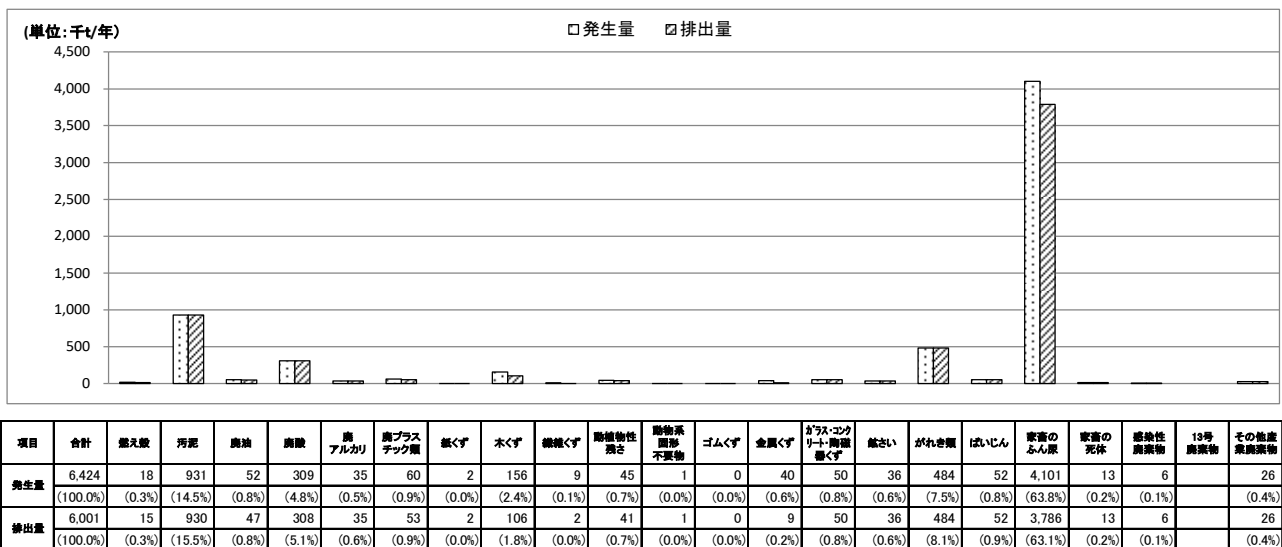 (単位:千t/年)
発生量 排出量
4,500
4,000
3,500
3,000
2,500
2,000
1,500
1,000
500
0
項目 合計 燃え殻 汚泥 廃油 廃酸 廃アルカリ 廃プラスチック類 紙くず 木くず 繊維くず 動植物性残さ 動物系固形不要物 ゴムくず 金属くず ガラス・コンクリート・陶磁器くず 鉱さい がれき類 ばいじん 家畜のふん尿 家畜の死体 感染性廃棄物 13号廃棄物 その他産業廃棄物
発生量 6,424 18 931 52 309 35 60 2 156 9 45 1 0 40 50 36 484 52 4,101 13 6 26
(100.0%) (0.3%) (14.5%) (0.8%) (4.8%) (0.5%) (0.9%) (0.0%) (2.4%) (0.1%) (0.7%) (0.0%) (0.0%) (0.6%) (0.8%) (0.6%) (7.5%) (0.8%) (63.8%) (0.2%) (0.1%) (0.4%)
排出量 6,001 15 930 47 308 35 53 2 106 2 41 1 0 9 50 36 484 52 3,786 13 6 26
(100.0%) (0.3%) (15.5%) (0.8%) (5.1%) (0.6%) (0.9%) (0.0%) (1.8%) (0.0%) (0.7%) (0.0%) (0.0%) (0.2%) (0.8%) (0.6%) (8.1%) (0.9%) (63.1%) (0.2%) (0.1%) (0.4%)